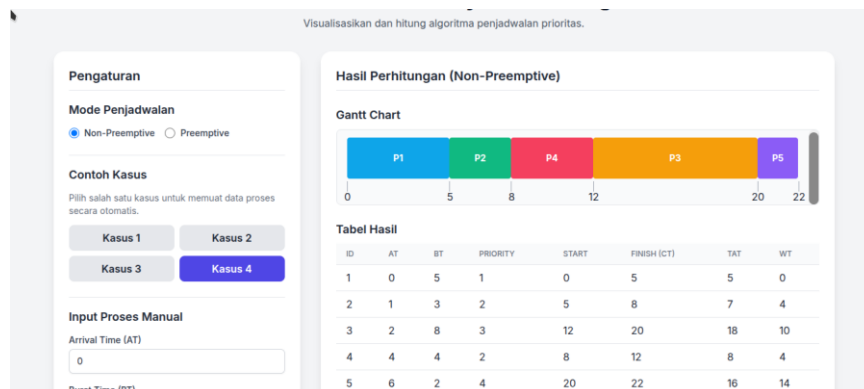 Visualisasikan dan hitung algoritma penjadwalan prioritas.
Pengaturan
Mode Penjadwalan
Non-Preemptive Preemptive
Contoh Kasus
Pilih salah satu kasus untuk memuat data proses
secara otomatis.
Kasus 1 Kasus 2
Kasus 3 Kasus 4
Input Proses Manual
Arrival Time (AT)
0
Burst Time (BT)
Hasil Perhitungan (Non-Preemptive)
Gantt Chart
P1 P2 P4 P3 P5
0 5 8 12 20 22
Tabel Hasil
ID AT BT PRIORITY START FINISH (CT) TAT WT
1 0 5 1 0 5 5 0
2 1 3 2 5 8 7 4
3 2 8 3 12 20 18 10
4 4 4 2 8 12 8 4
5 6 2 4 20 22 16 14